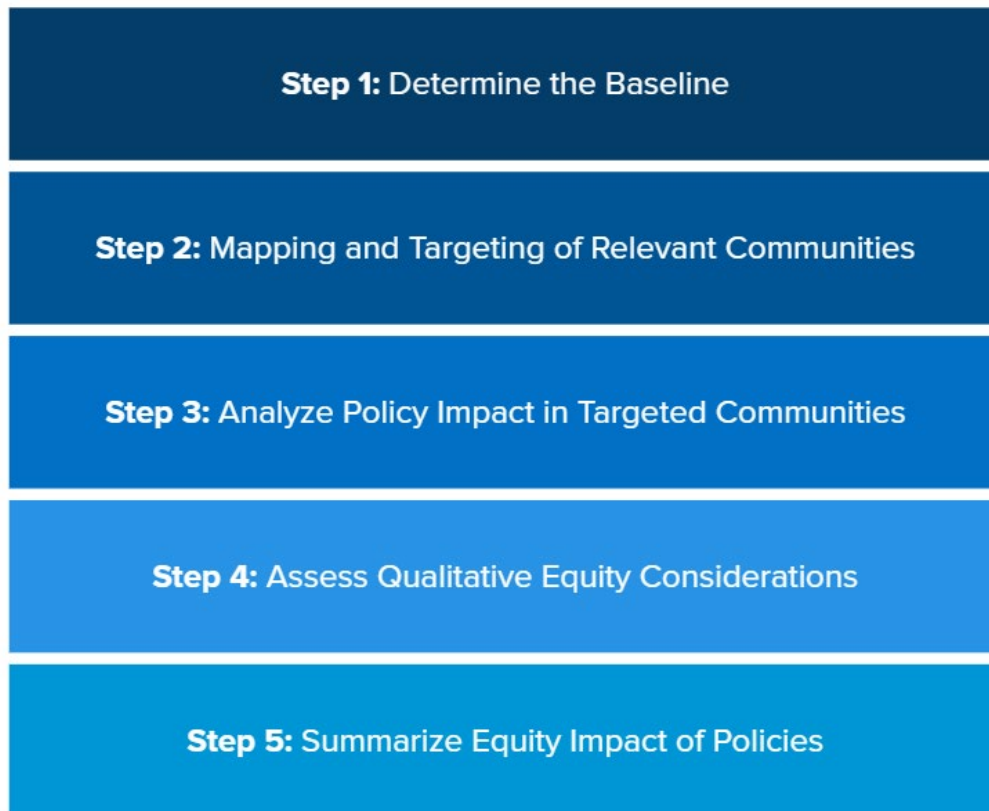 Step 1: Determine the Baseline
Step 2: Mapping and Targeting of Relevant Communities
Step 3: Analyze Policy Impact in Targeted Communities
Step 4: Assess Qualitative Equity Considerations
Step 5: Summarize Equity Impact of Policies